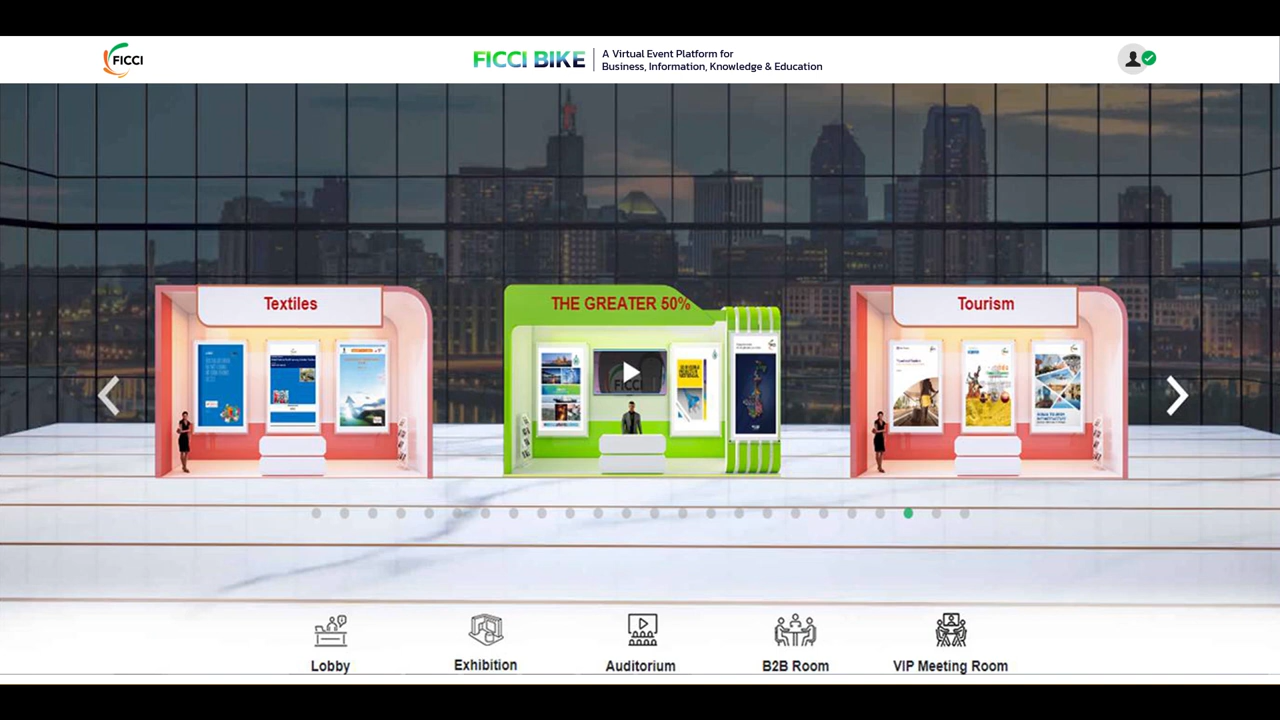 FICCI
FICCI BIKE
A Virtual Event Platform for
Business, Information, Knowledge & Education
Textiles
THE GREATER 50%
Tourism
FICCI
Lobby
Exhibition
Auditorium
B2B Room
VIP Meeting Room